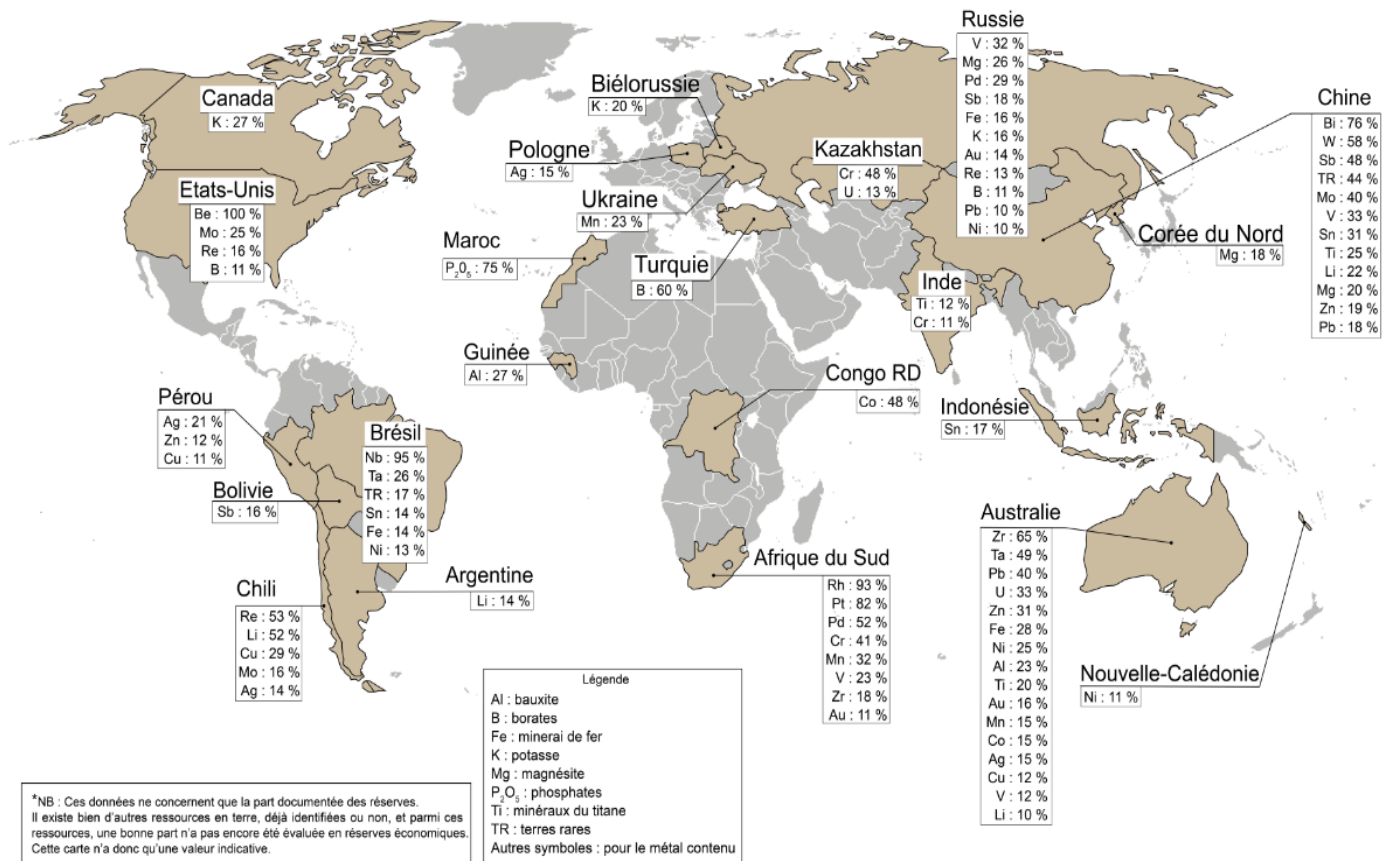 Canada
K : 27 %
Etats-Unis
Be : 100 %
Mo : 25 %
Re : 16 %
B : 11 %
Biélorussie
K : 20 %
Pologne
Ag : 15 %
Ukraine
Mn : 23 %
Maroc
P₂0₅ : 75 %
Turquie
B : 60 %
Kazakhstan
Cr : 48 %
U : 13 %
Russie
V : 32 %
Mg : 26 %
Pd : 29 %
Sb : 18 %
Fe : 16 %
K : 16 %
Au : 14 %
Re : 13 %
B : 11 %
Pb : 10 %
Ni : 10 %
Chine
Bi : 76 %
W : 58 %
Sb : 48 %
TR : 44 %
Mo : 40 %
V : 33 %
Sn : 31 %
Ti : 25 %
Li : 22 %
Mg : 20 %
Zn : 19 %
Pb : 18 %
Corée du Nord
Mg : 18 %
Inde
Ti : 12 %
Cr : 11 %
Guinée
Al : 27 %
Congo RD
Co : 48 %
Indonésie
Sn : 17 %
Pérou
Ag : 21 %
Zn : 12 %
Cu : 11 %
Brésil
Nb : 95 %
Ta : 26 %
TR : 17 %
Sn : 14 %
Fe : 14 %
Ni : 13 %
Bolivie
Sb : 16 %
Argentine
Li : 14 %
Chili
Re : 53 %
Li : 52 %
Cu : 29 %
Mo : 16 %
Ag : 14 %
Afrique du Sud
Rh : 93 %
Pt : 82 %
Pd : 52 %
Cr : 41 %
Mn : 32 %
V : 23 %
Zr : 18 %
Au : 11 %
Australie
Zr : 65 %
Ta : 49 %
Pb : 40 %
U : 33 %
Zn : 31 %
Fe : 28 %
Ni : 25 %
Al : 23 %
Ti : 20 %
Au : 16 %
Mn : 15 %
Co : 15 %
Ag : 15 %
Cu : 12 %
V : 12 %
Li : 10 %
Nouvelle-Calédonie
Ni : 11 %
Légende
Al : bauxite
B : borates
Fe : minerai de fer
K : potasse
Mg : magnésite
P₂O₅ : phosphates
Ti : minéraux du titane
TR : terres rares
Autres symboles : pour le métal contenu
*NB : Ces données ne concernent que la part documentée des réserves.
Il existe bien d'autres ressources en terre, déjà identifiées ou non, et parmi ces
ressources, une bonne part n'a pas encore été évaluée en réserves économiques.
Cette carte n'a donc qu'une valeur indicative.